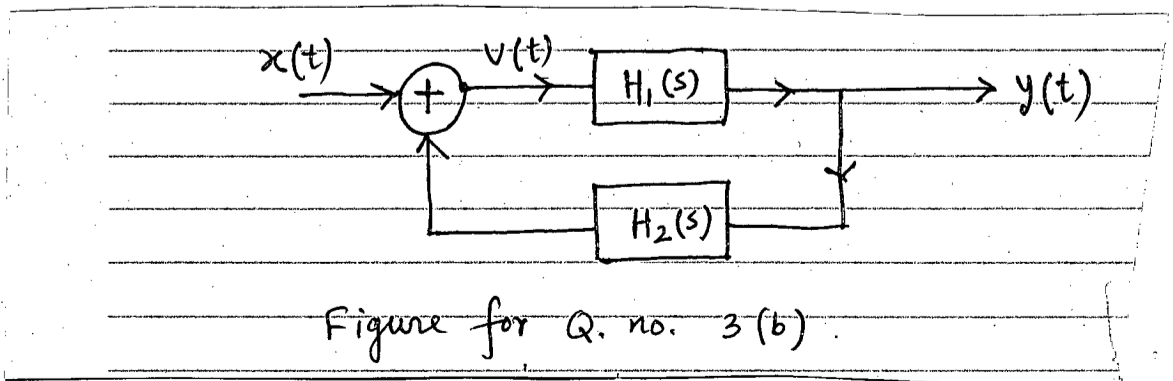 x(t)
v(t)
+
H₁(s)
y(t)
H₂(s)
Figure for Q. no. 3(b).